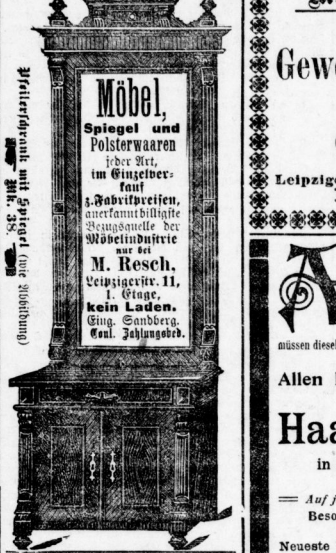 Pfeilerschrank mit Spiegel (wie Abbildung)
Mk. 38.
Möbel,
Spiegel und
Polsterwaaren
jeder Art,
im Einzelver-
kauf
z. Fabrikpreisen,
anerkannt billigste
Bezugsquelle der
Möbelindustrie
nur bei
M. Resch,
Leipzigerstr. 11,
I. Etage,
kein Laden.
Eing. Sandberg.
Coul. Zahlungsbed.
Gew
Leipzig
müssen diese
Allen
Haa
in
Auf j
Beso
Neueste